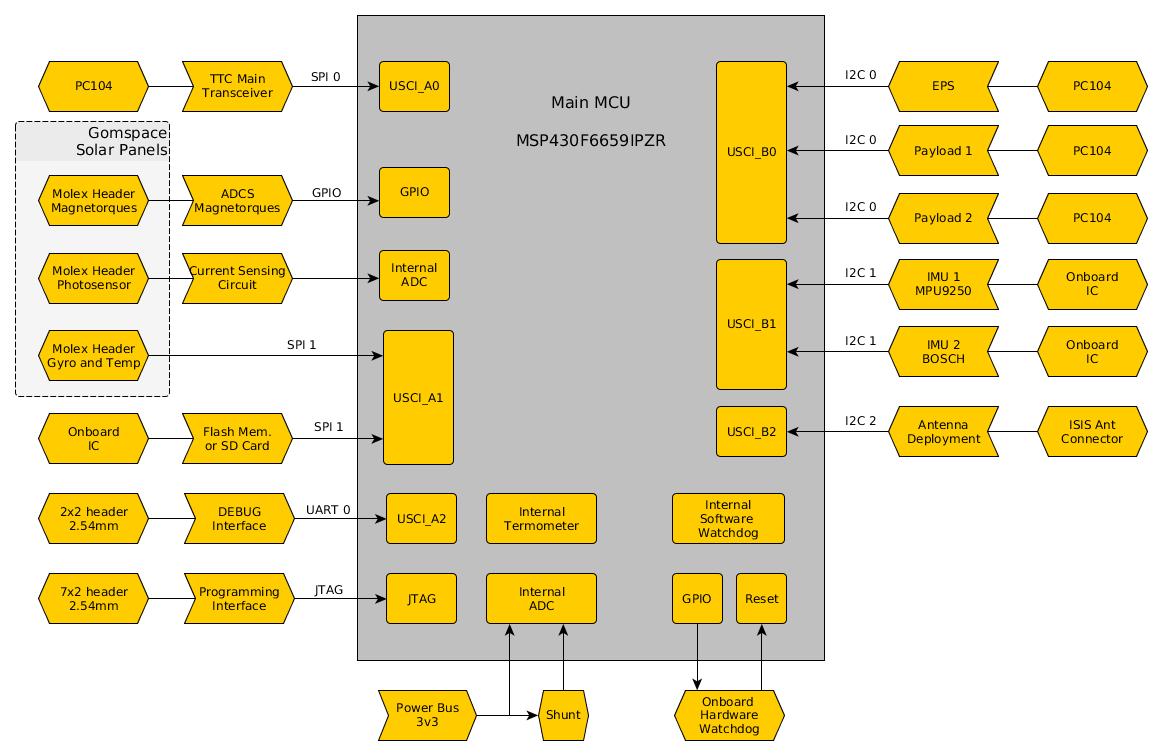 PC104
TTC Main
Transceiver
SPI 0
USCI_A0
Main MCU
MSP430F6659IPZR
USCI_B0
I2C 0
EPS
PC104
I2C 0
Payload 1
PC104
I2C 0
Payload 2
PC104
Gomspace
Solar Panels
Molex Header
Magnetorques
ADCS
Magnetorques
GPIO
GPIO
Molex Header
Photosensor
Current Sensing
Circuit
Internal
ADC
Molex Header
Gyro and Temp
SPI 1
USCI_A1
Onboard
IC
Flash Mem.
or SD Card
SPI 1
USCI_B1
I2C 1
IMU 1
MPU9250
Onboard
IC
I2C 1
IMU 2
BOSCH
Onboard
IC
USCI_B2
I2C 2
Antenna
Deployment
ISIS Ant
Connector
2x2 header
2.54mm
DEBUG
Interface
UART 0
USCI_A2
Internal
Termometer
Internal
Software
Watchdog
7x2 header
2.54mm
Programming
Interface
JTAG
JTAG
Internal
ADC
GPIO
Reset
Power Bus
3v3
Shunt
Onboard
Hardware
Watchdog